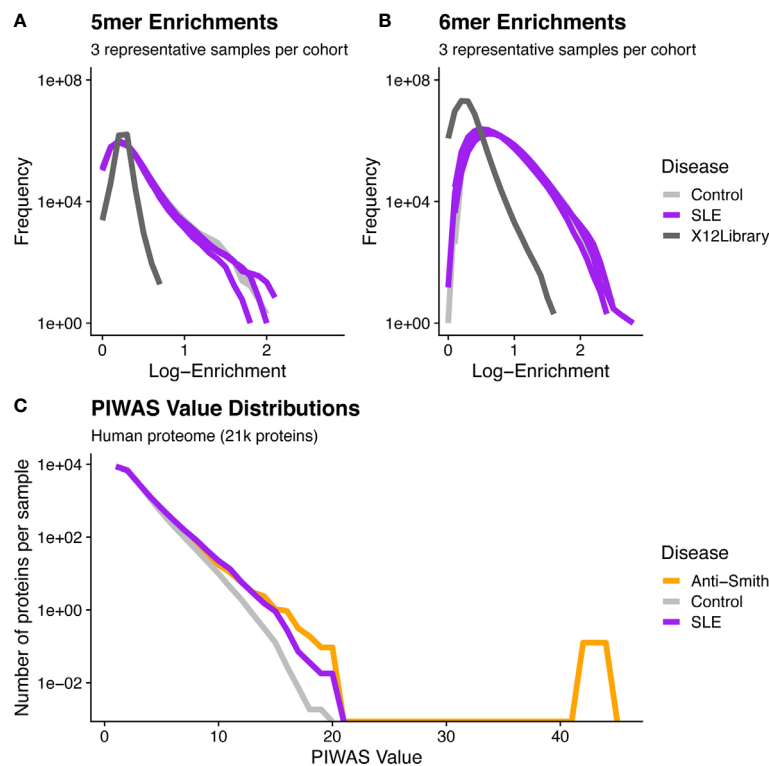 A
5mer Enrichments
3 representative samples per cohort
1e+08
1e+04
1e+00
Frequency
0
1
2
Log−Enrichment
B
6mer Enrichments
3 representative samples per cohort
1e+08
1e+04
1e+00
Frequency
0
1
2
Log−Enrichment
Disease
Control
SLE
X12Library
C
PIWAS Value Distributions
Human proteome (21k proteins)
1e+04
1e+02
1e+00
1e−02
Number of proteins per sample
0
10
20
30
40
PIWAS Value
Disease
Anti−Smith
Control
SLE